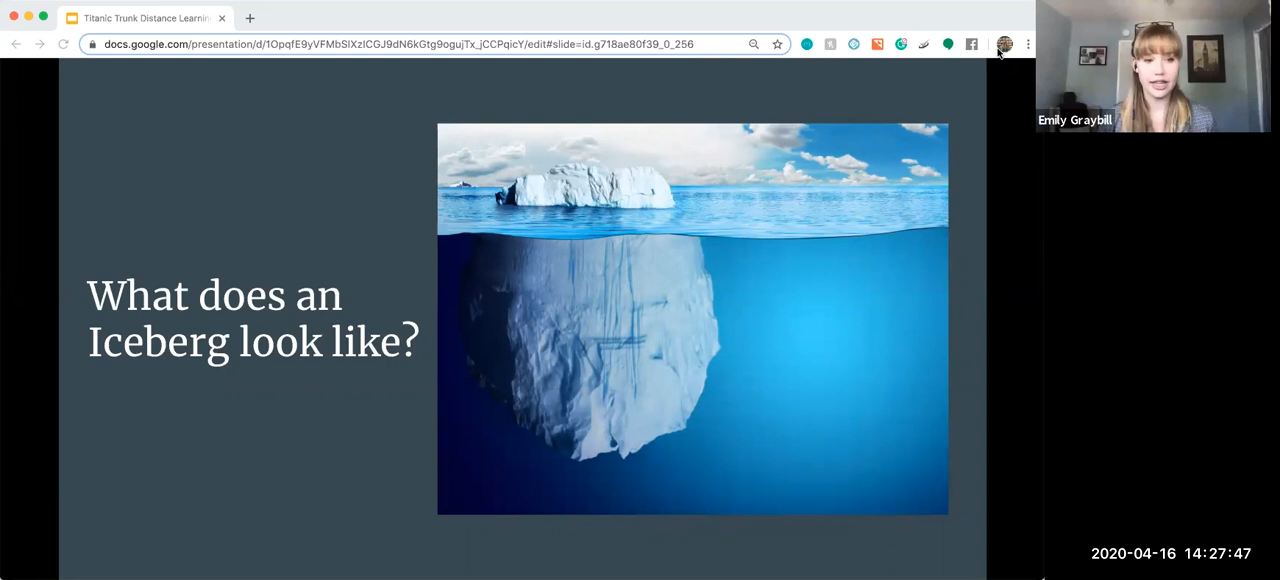 Titanic Trunk Distance Learnin
docs.google.com/presentation/d/1OpqfE9yVFMbSlXzICGJ9dN6kGtg9ogujTx_jCCPqicY/edit#slide=id.g718ae80f39_0_256
Emily Graybill
What does an
Iceberg look like?
2020-04-16 14:27:47